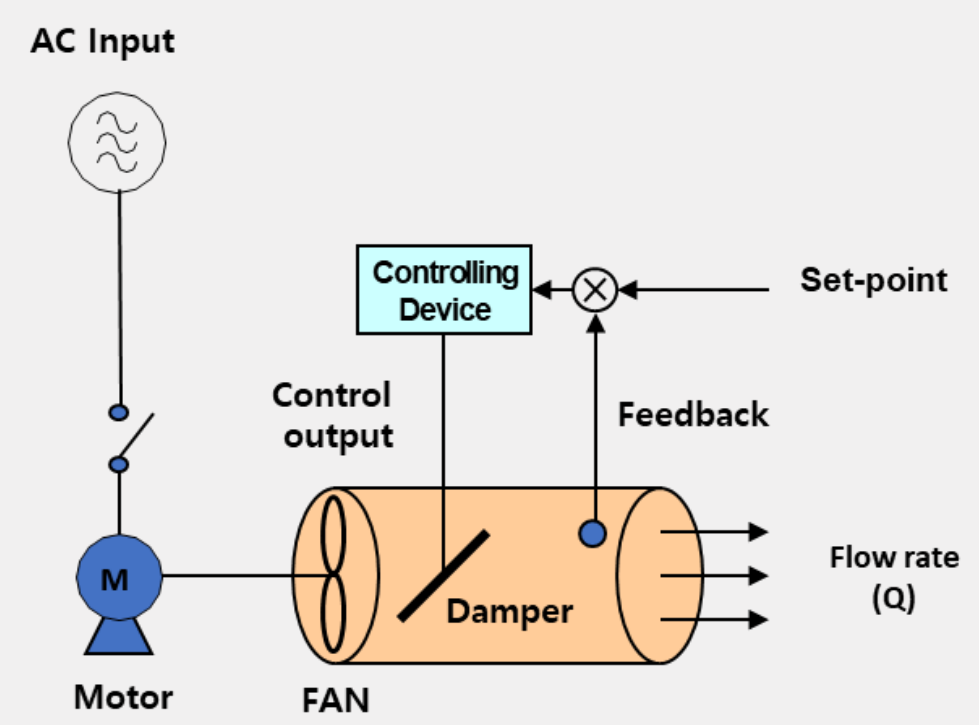 AC Input
Controlling
Device
Set-point
Control
output
Feedback
Flow rate
(Q)
M
Damper
Motor
FAN